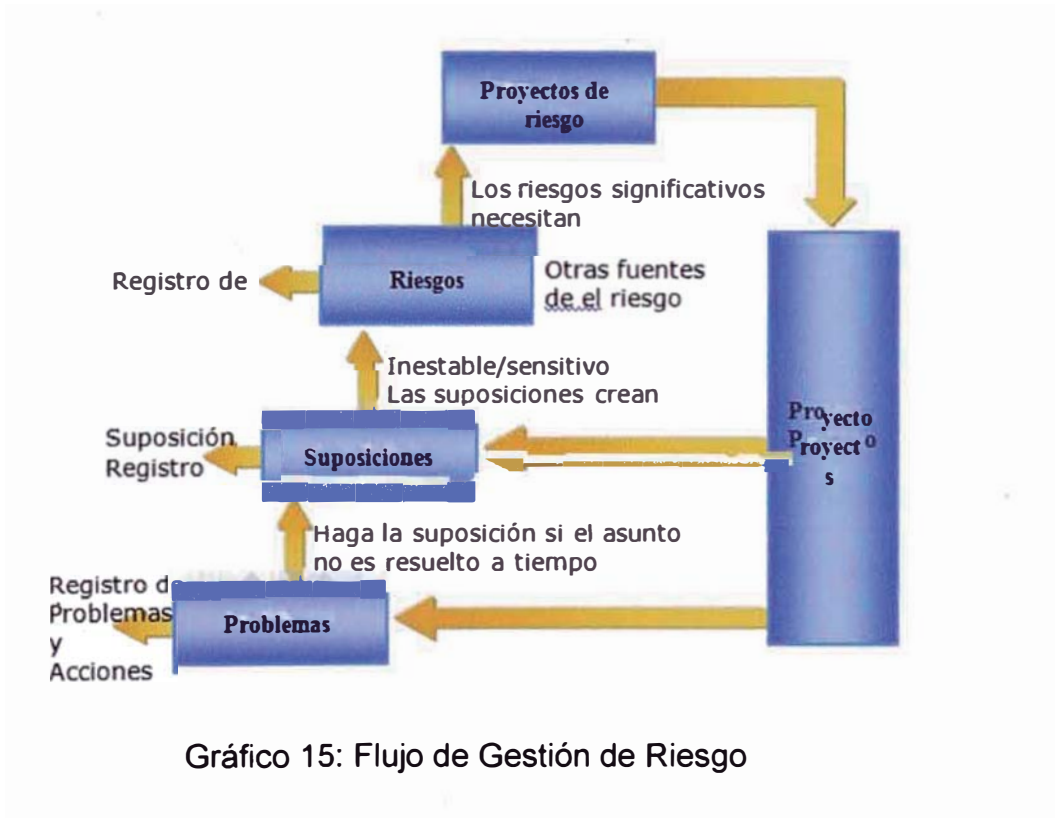 Proyectos de
riesgo
Los riesgos significativos
necesitan
Registro de
Riesgos
Otras fuentes
de el riesgo
Inestable/sensitivo
Las suposiciones crean
Suposición
Registro
Suposiciones
Proyecto
Proyecto
s
Haga la suposición si el asunto
no es resuelto a tiempo
Registro d
Problemas
y
Acciones
Problemas
Gráfico 15: Flujo de Gestión de Riesgo